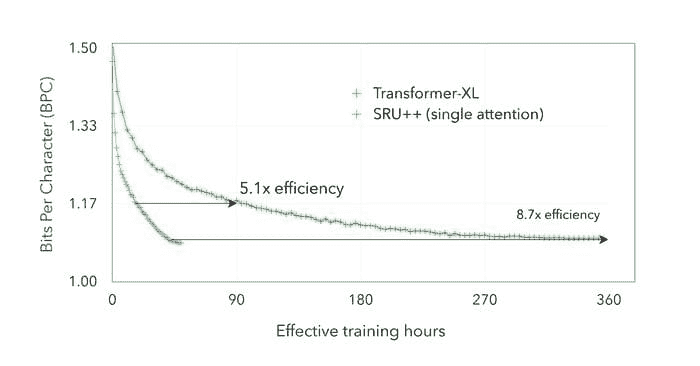 1.50
1.33
1.17
1.00
Bits Per Character (BPC)
Transformer-XL
SRU++ (single attention)
5.1x efficiency
8.7x efficiency
0 90 180 270 360
Effective training hours